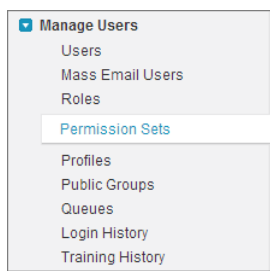 Manage Users
Users
Mass Email Users
Roles
Permission Sets
Profiles
Public Groups
Queues
Login History
Training History